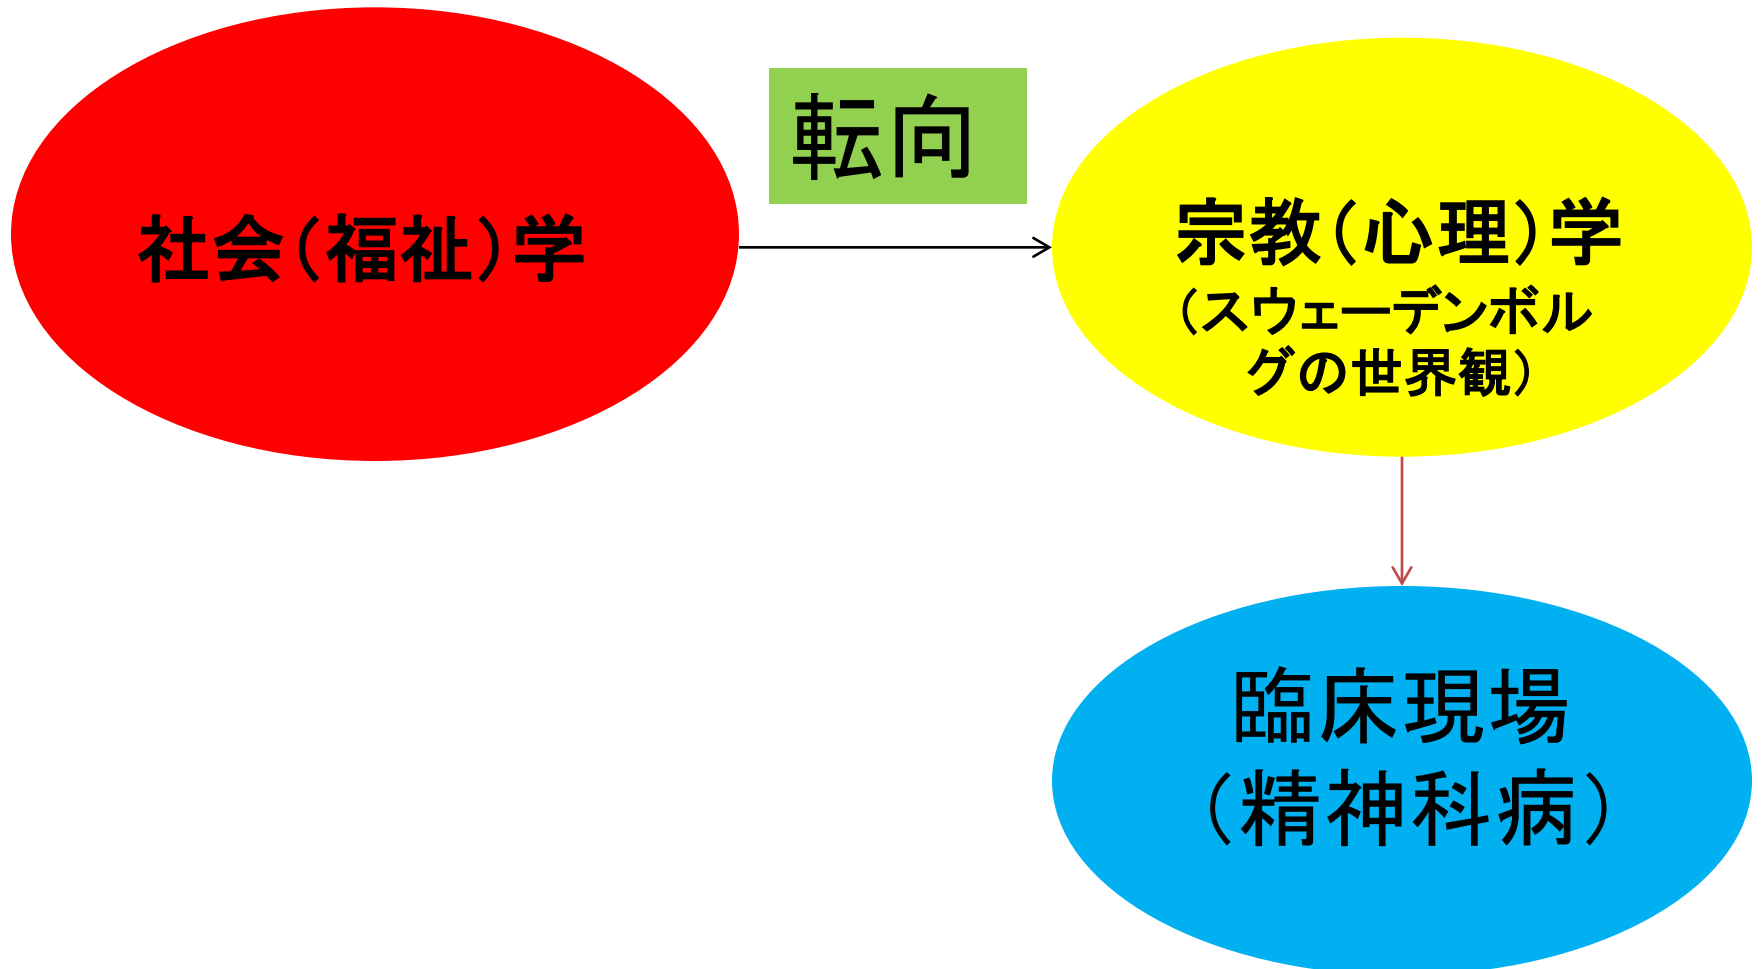 社会(福祉)学
転向
宗教(心理)学
(スウェーデンボル
グの世界観)
臨床現場
(精神科病)